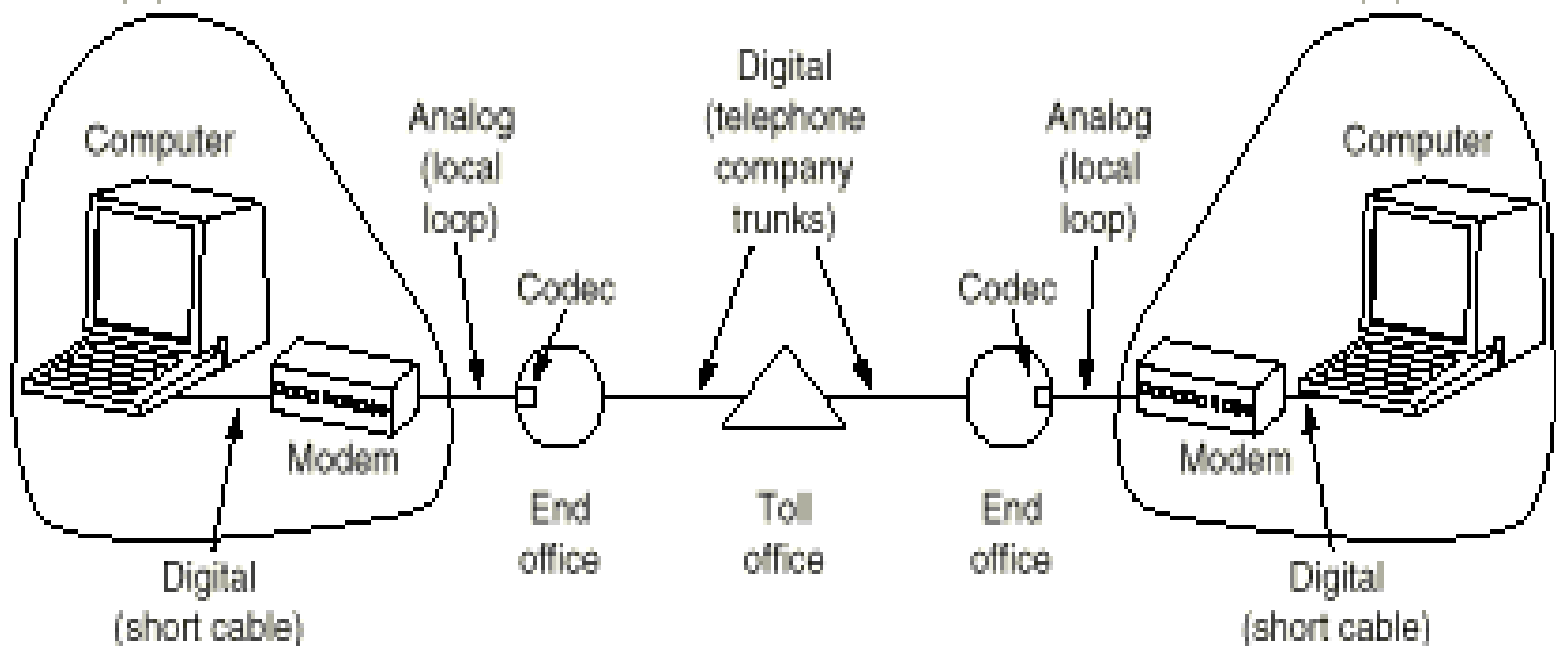 Computer
Analog
(local
loop)
Codec
Digital
(telephone
company
trunks)
Codec
Analog
(local
loop)
Computer
Modem
End
office
Toll
office
End
office
Modem
Digital
(short cable)
Digital
(short cable)